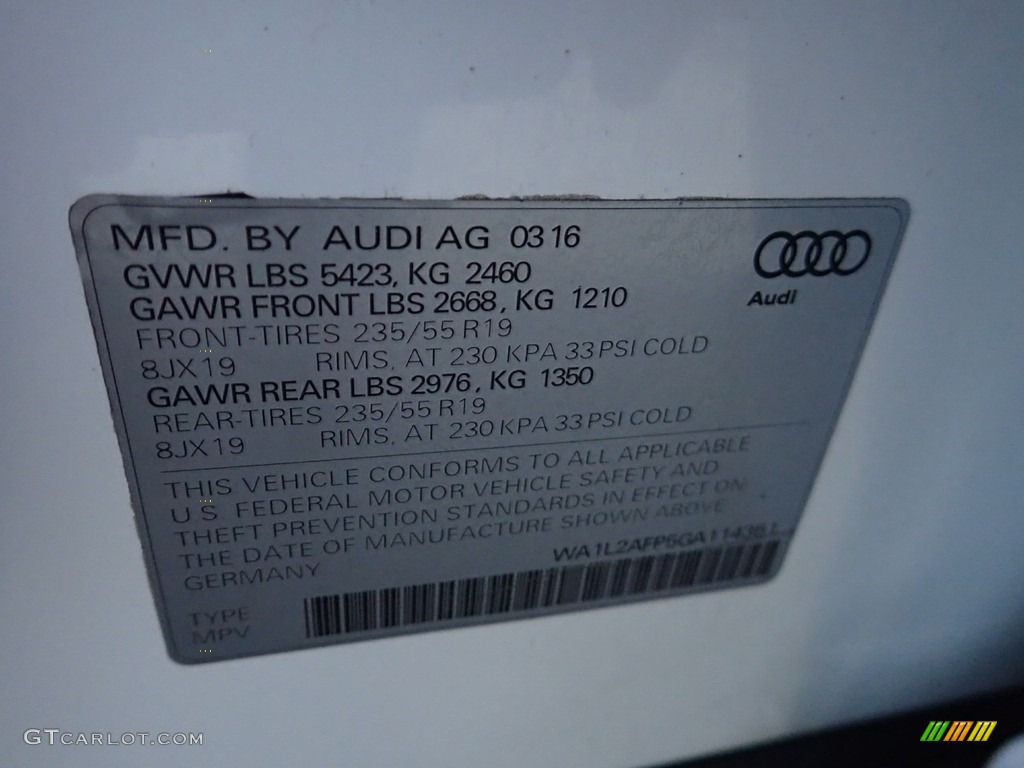 MFD. BY AUDI AG 03 16
GVWR LBS 5423, KG 2460
GAWR FRONT LBS 2668, KG 1210
FRONT-TIRES 235/55 R19
8JX19 RIMS, AT 230 KPA 33 PSI COLD
GAWR REAR LBS 2976, KG 1350
REAR-TIRES 235/55 R19
8JX19 RIMS, AT 230 KPA 33 PSI COLD
Audi
THIS VEHICLE CONFORMS TO ALL APPLICABLE
U.S. FEDERAL MOTOR VEHICLE SAFETY AND
THEFT PREVENTION STANDARDS IN EFFECT ON
THE DATE OF MANUFACTURE SHOWN ABOVE
GERMANY
TYPE
MPV
GTCARLOT.COM